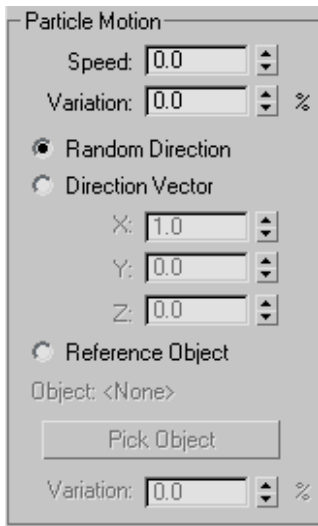 Particle Motion
Speed: 0.0
Variation: 0.0 %
Random Direction
Direction Vector
X: 1.0
Y: 0.0
Z: 0.0
Reference Object
Object: <None>
Pick Object
Variation: 0.0 %